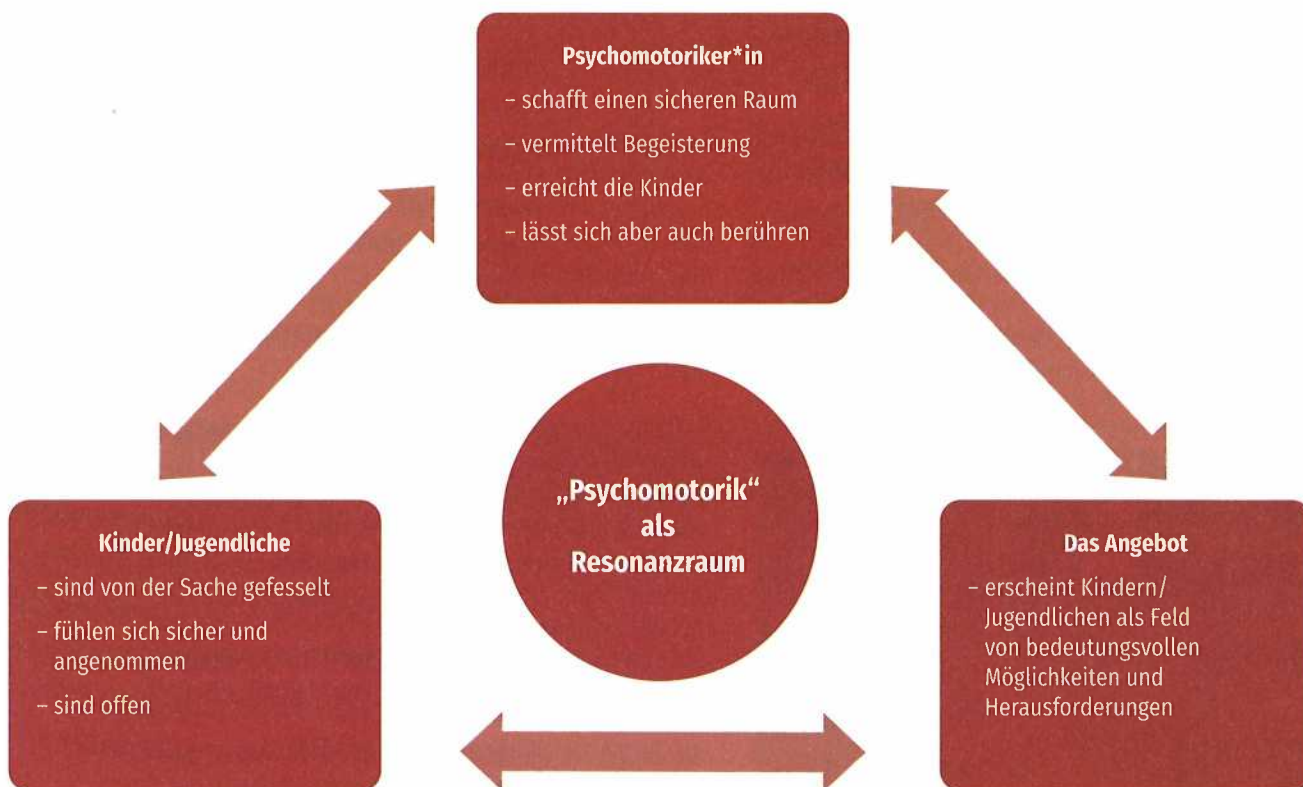 Psychomotoriker*in
– schafft einen sicheren Raum
– vermittelt Begeisterung
– erreicht die Kinder
– lässt sich aber auch berühren
„Psychomotorik“
als
Resonanzraum
Kinder/Jugendliche
– sind von der Sache gefesselt
– fühlen sich sicher und
angenommen
– sind offen
Das Angebot
– erscheint Kindern/
Jugendlichen als Feld
von bedeutungsvollen
Möglichkeiten und
Herausforderungen